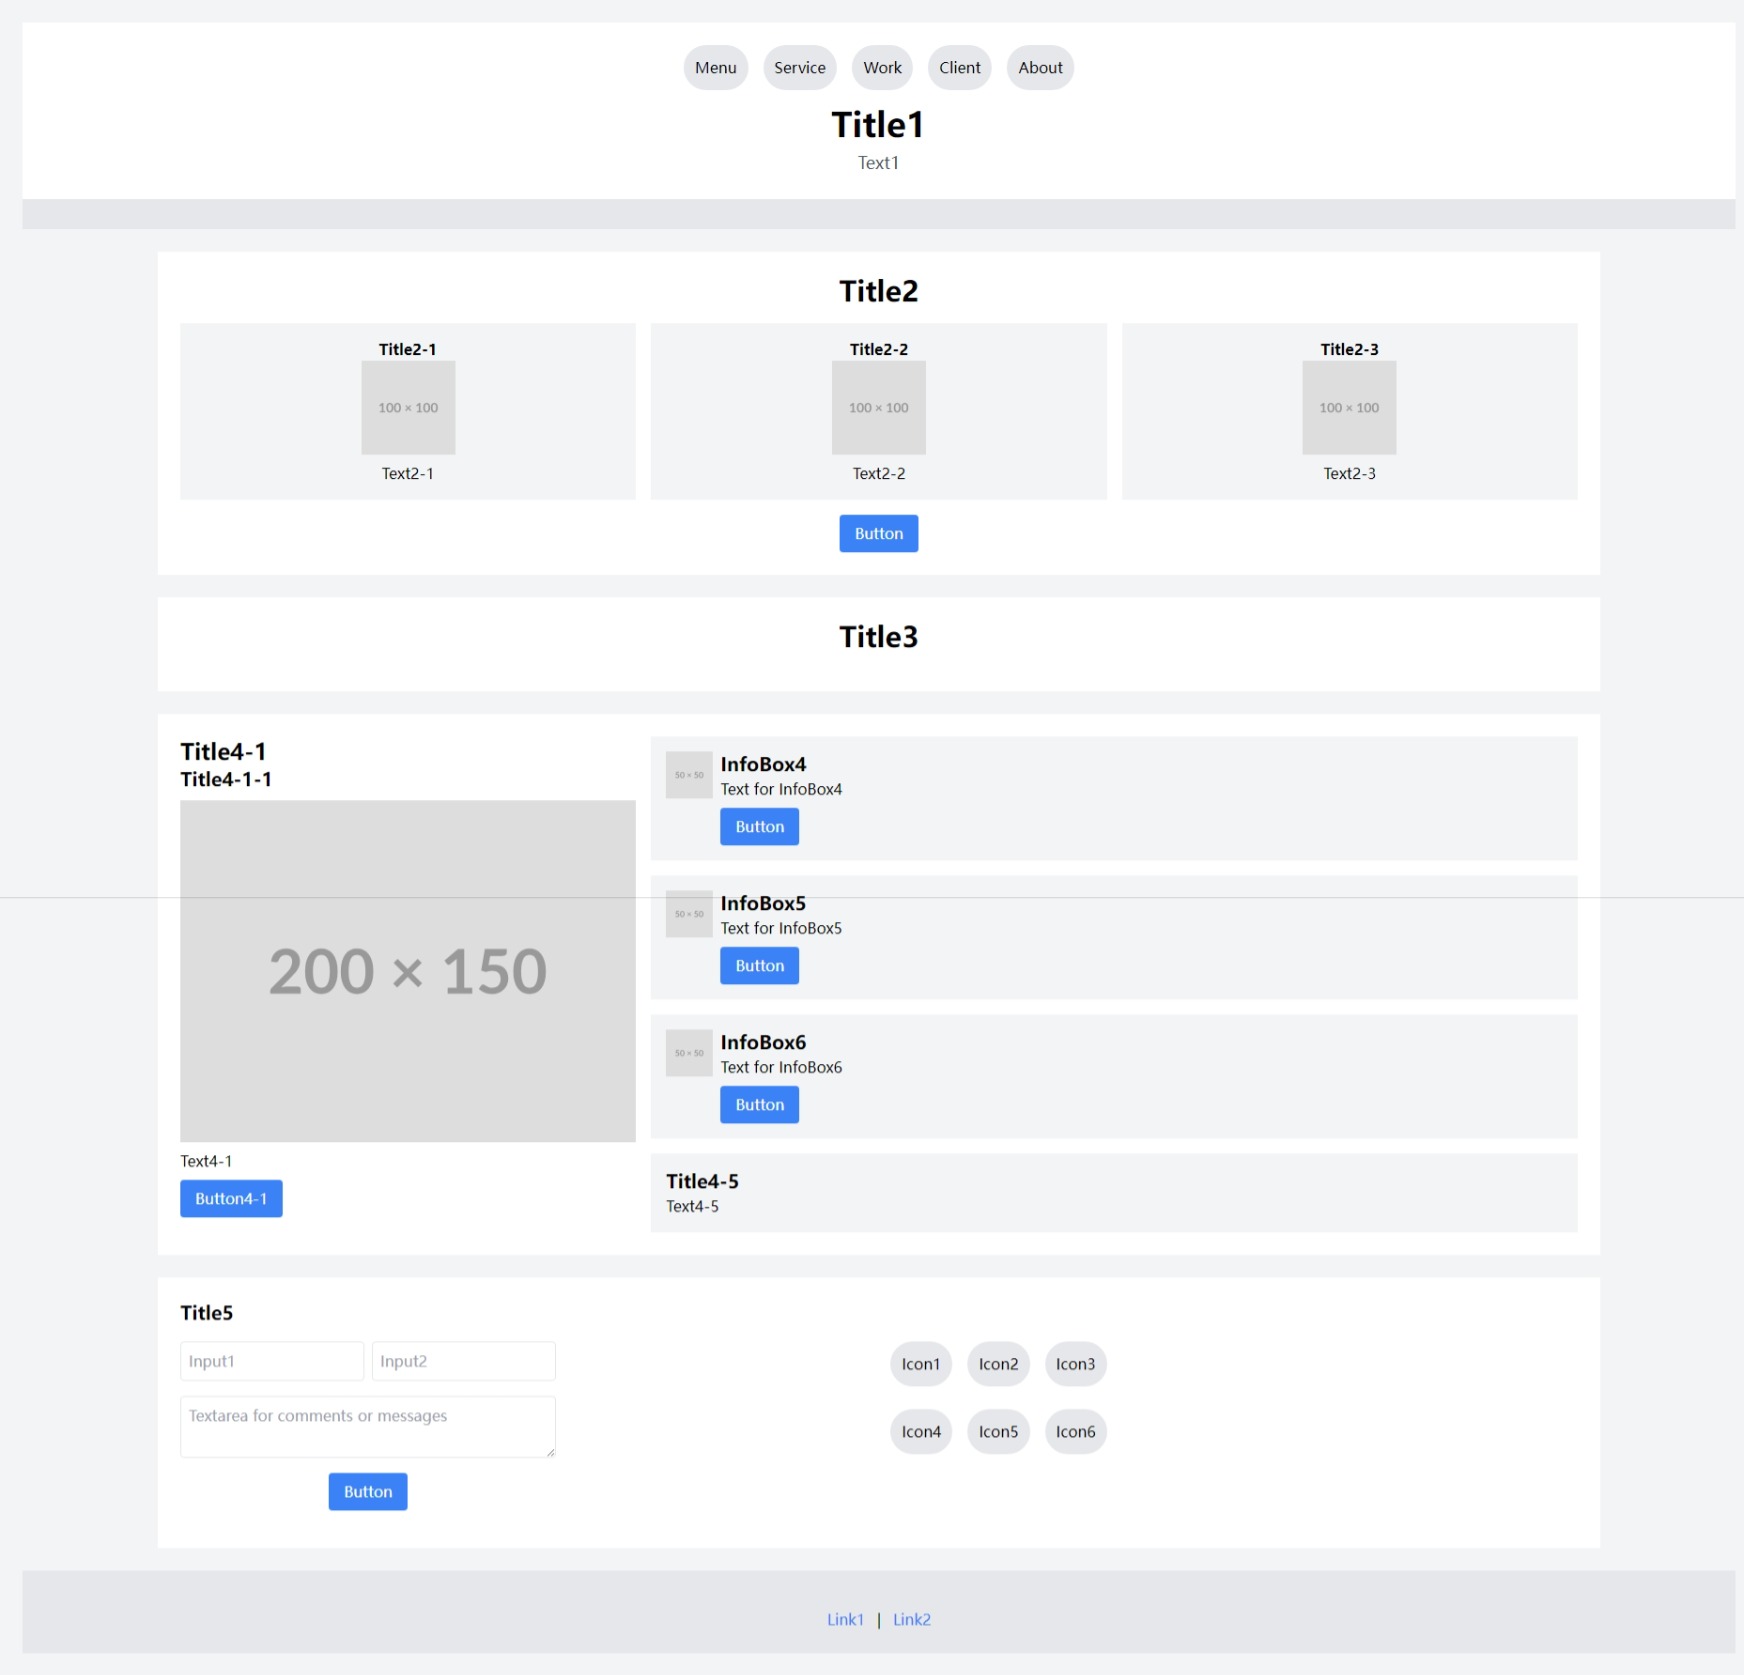 Menu Service Work Client About
Title1
Text1
Title2
Title2-1 Title2-2 Title2-3
100 × 100 100 × 100 100 × 100
Text2-1 Text2-2 Text2-3
Button
Title3
Title4-1
Title4-1-1
200 × 150
Text4-1
Button4-1
50 × 50
InfoBox4
Text for InfoBox4
Button
50 × 50
InfoBox5
Text for InfoBox5
Button
50 × 50
InfoBox6
Text for InfoBox6
Button
Title4-5
Text4-5
Title5
Input1 Input2
Textarea for comments or messages
Button
Icon1 Icon2 Icon3
Icon4 Icon5 Icon6
Link1 | Link2